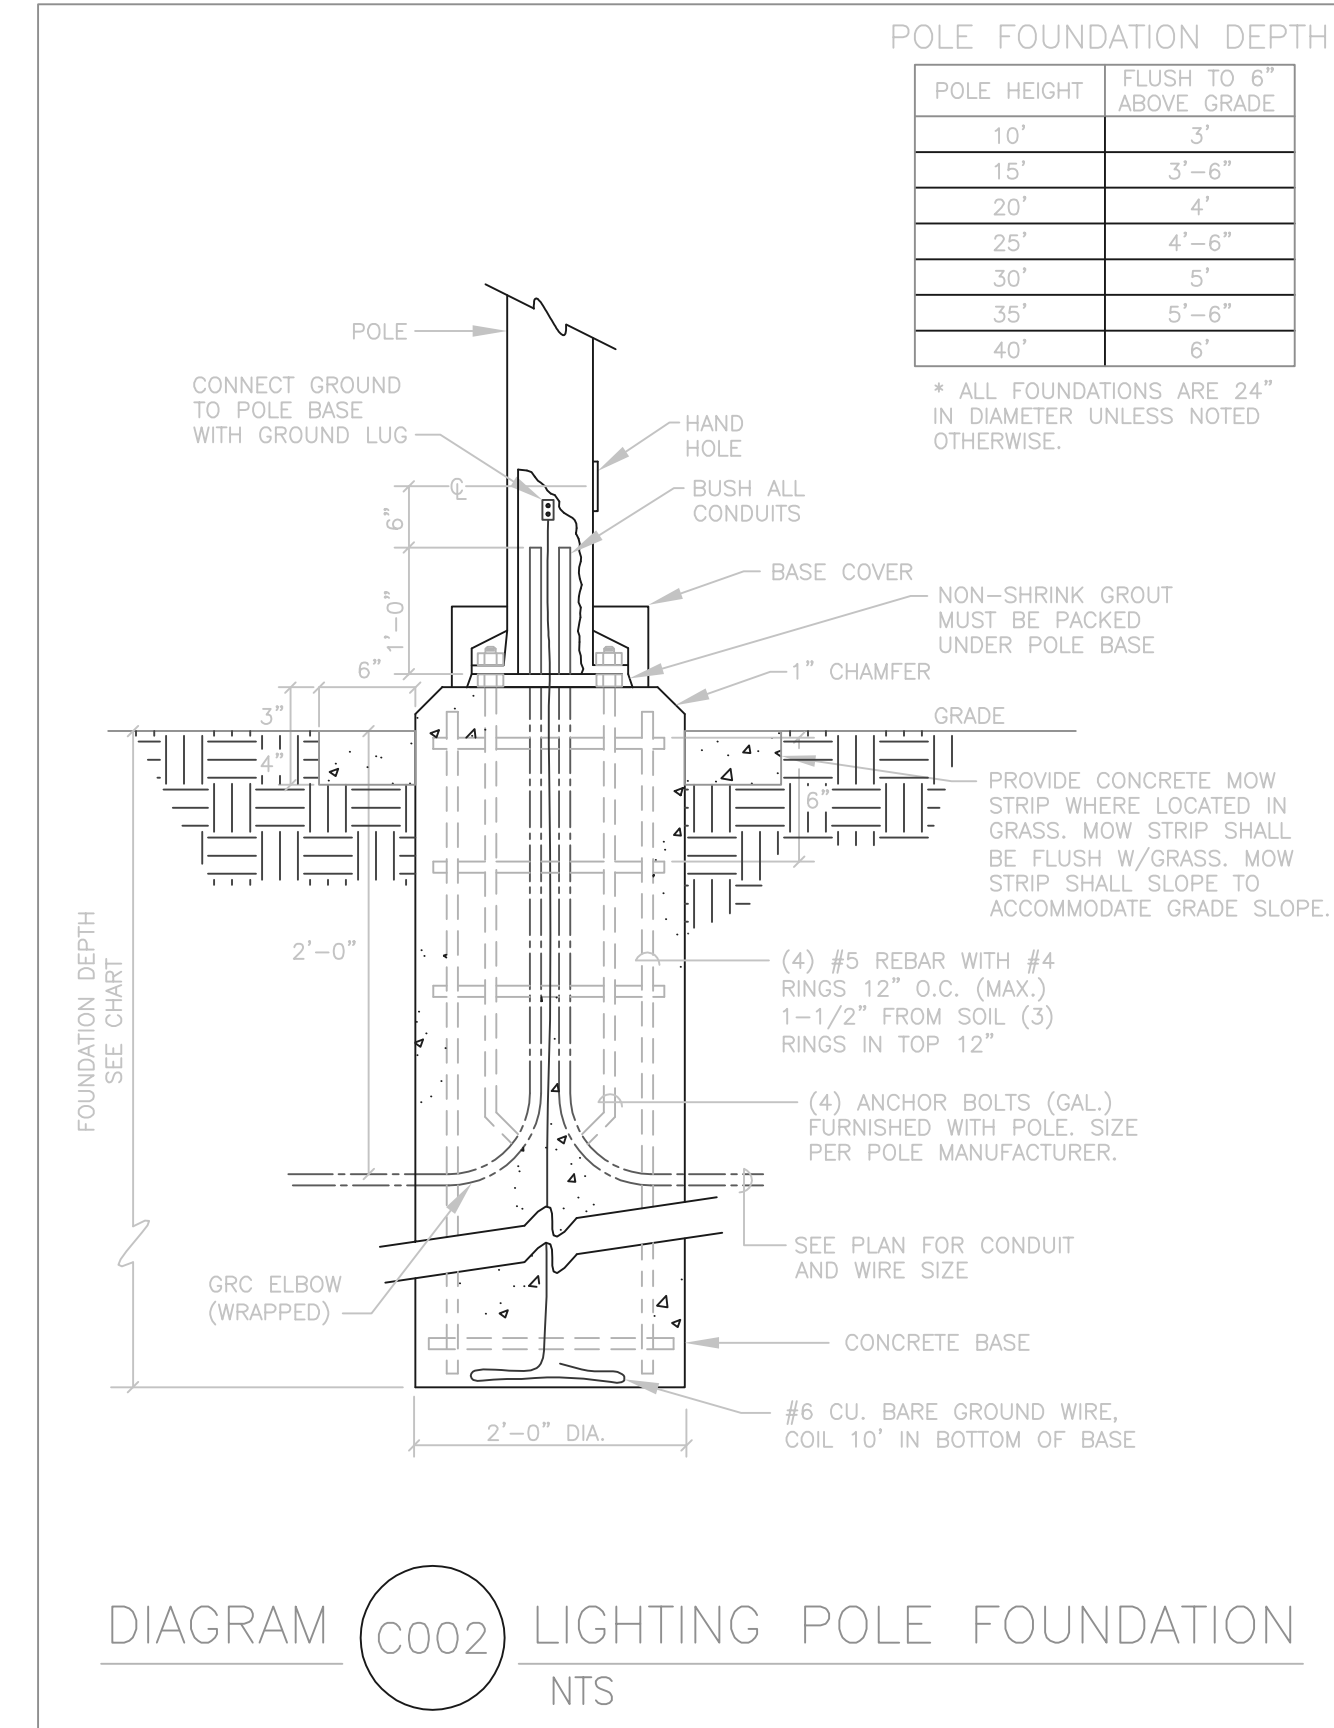 POLE FOUNDATION DEPTH
POLE HEIGHT
FLUSH TO 6"
ABOVE GRADE
10' 3'
15' 3'-6"
20' 4'
25' 4'-6"
30' 5'
35' 5'-6"
40' 6'
* ALL FOUNDATIONS ARE 24"
IN DIAMETER UNLESS NOTED
OTHERWISE.
POLE
CONNECT GROUND
TO POLE BASE
WITH GROUND LUG
HAND
HOLE
BUSH ALL
CONDUITS
℄
6"
1'-0"
BASE COVER
NON-SHRINK GROUT
MUST BE PACKED
UNDER POLE BASE
6"
1" CHAMFER
3"
4"
GRADE
PROVIDE CONCRETE MOW
STRIP WHERE LOCATED IN
GRASS. MOW STRIP SHALL
BE FLUSH W/GRASS. MOW
STRIP SHALL SLOPE TO
ACCOMMODATE GRADE SLOPE.
6"
2'-0"
FOUNDATION DEPTH
SEE CHART
(4) #5 REBAR WITH #4
RINGS 12" O.C. (MAX.)
1-1/2" FROM SOIL (3)
RINGS IN TOP 12"
(4) ANCHOR BOLTS (GAL.)
FURNISHED WITH POLE. SIZE
PER POLE MANUFACTURER.
SEE PLAN FOR CONDUIT
AND WIRE SIZE
GRC ELBOW
(WRAPPED)
CONCRETE BASE
#6 CU. BARE GROUND WIRE,
COIL 10' IN BOTTOM OF BASE
2'-0" DIA.
DIAGRAM C002 LIGHTING POLE FOUNDATION
NTS